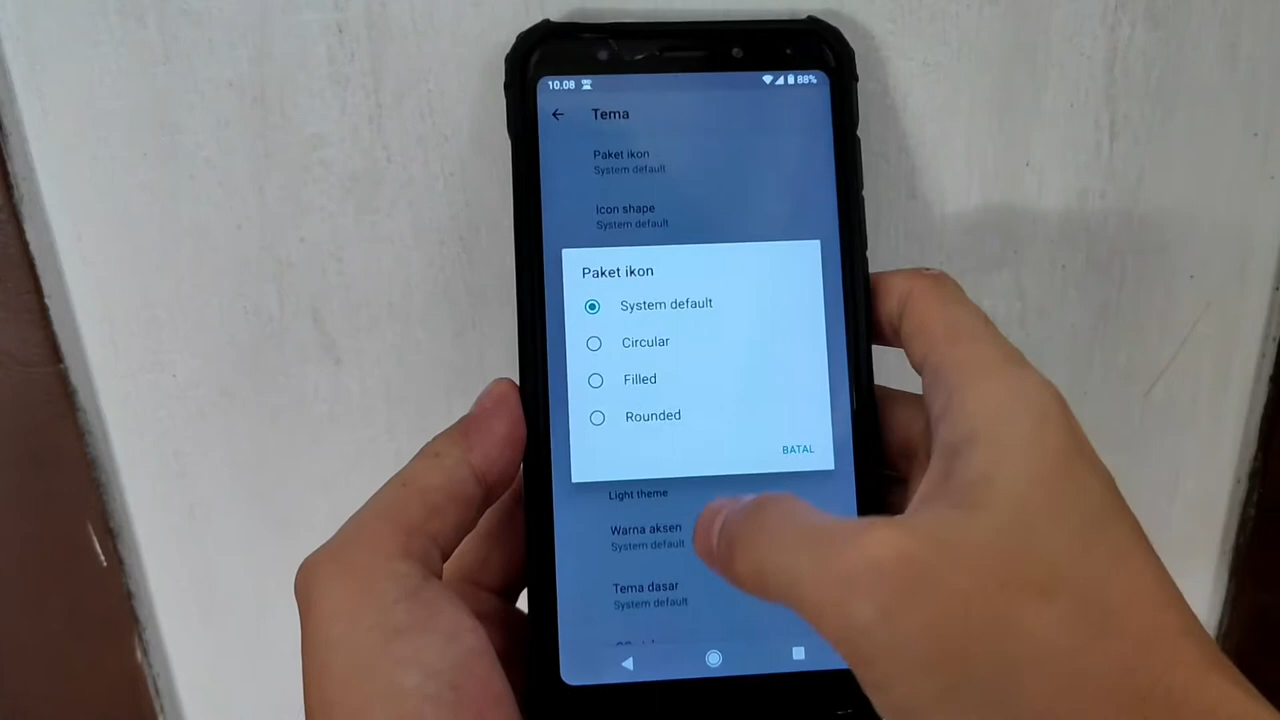 10.08
88%
Tema
Paket ikon
System default
Icon shape
System default
Paket ikon
System default
Circular
Filled
Rounded
BATAL
Light theme
Warna aksen
System default
Tema dasar
System default